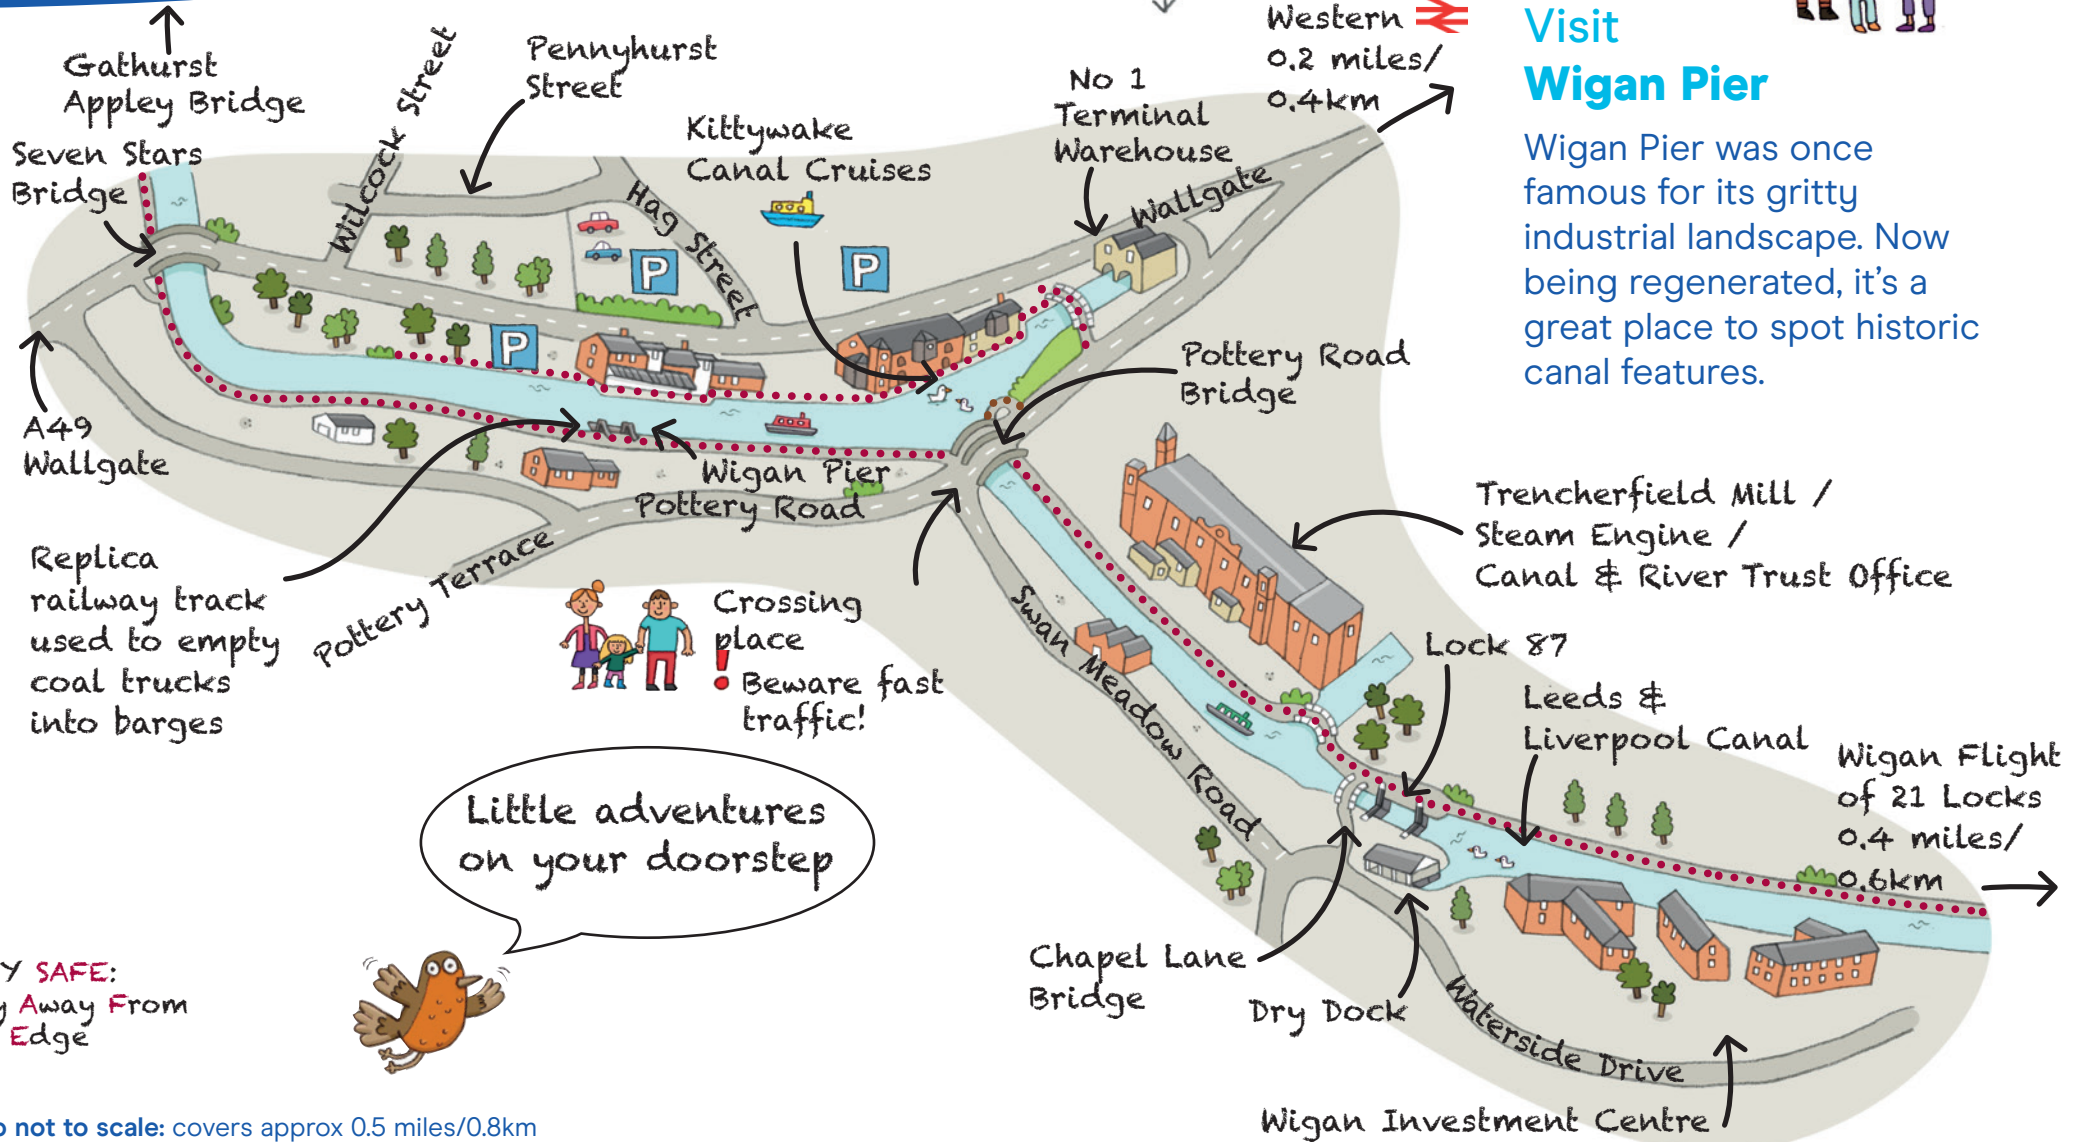 Gathurst
Appley Bridge
Seven Stars
Bridge
Wilcock Street
Pennyhurst
Street
Hag Street
Kittywake
Canal Cruises
No 1
Terminal
Warehouse
Wallgate
Western
0.2 miles/
0.4km
Visit
Wigan Pier
Wigan Pier was once
famous for its gritty
industrial landscape. Now
being regenerated, it's a
great place to spot historic
canal features.
P
P
P
A49
Wallgate
Pottery Road
Bridge
Wigan Pier
Pottery Road
Pottery Terrace
Replica
railway track
used to empty
coal trucks
into barges
Crossing
place
! Beware fast
traffic!
Trencherfield Mill /
Steam Engine /
Canal & River Trust Office
Swan Meadow Road
Lock 87
Leeds &
Liverpool Canal
Wigan Flight
of 21 Locks
0.4 miles/
0.6km
Little adventures
on your doorstep
Chapel Lane
Bridge
Dry Dock
Waterside Drive
Wigan Investment Centre
Y SAFE:
y Away From
Edge
not to scale: covers approx 0.5 miles/0.8km